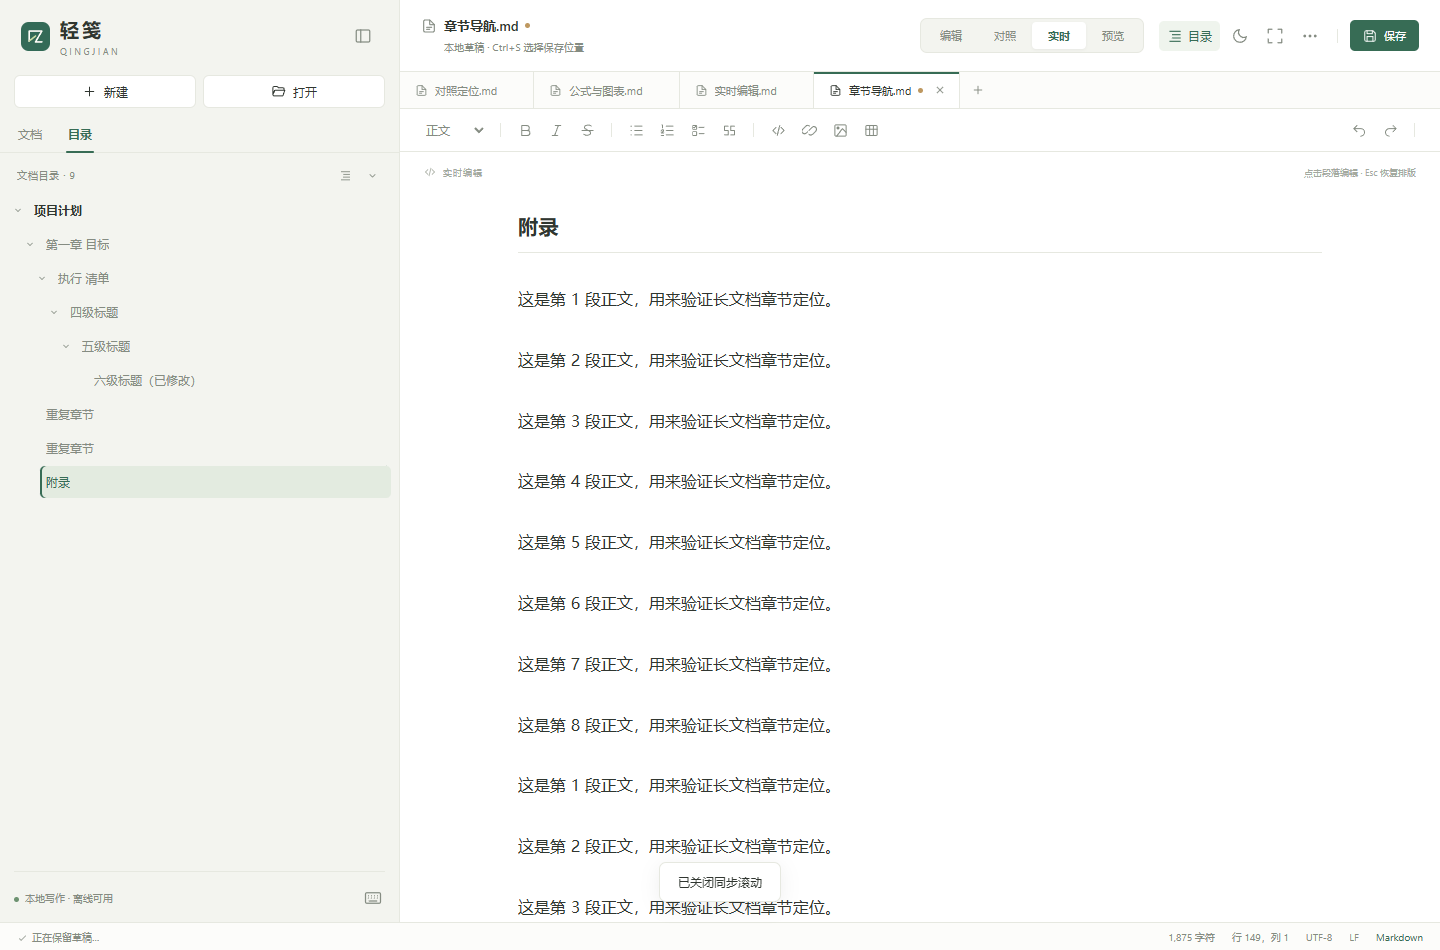 轻笺
QINGJIAN
新建
打开
文档
目录
文档目录 · 9
项目计划
第一章 目标
执行 清单
四级标题
五级标题
六级标题（已修改）
重复章节
重复章节
附录
本地写作 · 离线可用
正在保留草稿...
章节导航.md
本地草稿 · Ctrl+S 选择保存位置
编辑
对照
实时
预览
目录
保存
对照定位.md
公式与图表.md
实时编辑.md
章节导航.md
正文
实时编辑
点击段落编辑 · Esc 恢复排版
附录
这是第 1 段正文，用来验证长文档章节定位。
这是第 2 段正文，用来验证长文档章节定位。
这是第 3 段正文，用来验证长文档章节定位。
这是第 4 段正文，用来验证长文档章节定位。
这是第 5 段正文，用来验证长文档章节定位。
这是第 6 段正文，用来验证长文档章节定位。
这是第 7 段正文，用来验证长文档章节定位。
这是第 8 段正文，用来验证长文档章节定位。
这是第 1 段正文，用来验证长文档章节定位。
这是第 2 段正文，用来验证长文档章节定位。
已关闭同步滚动
这是第 3 段正文，用来验证长文档章节定位。
1,875 字符
行 149，列 1
UTF-8
LF
Markdown